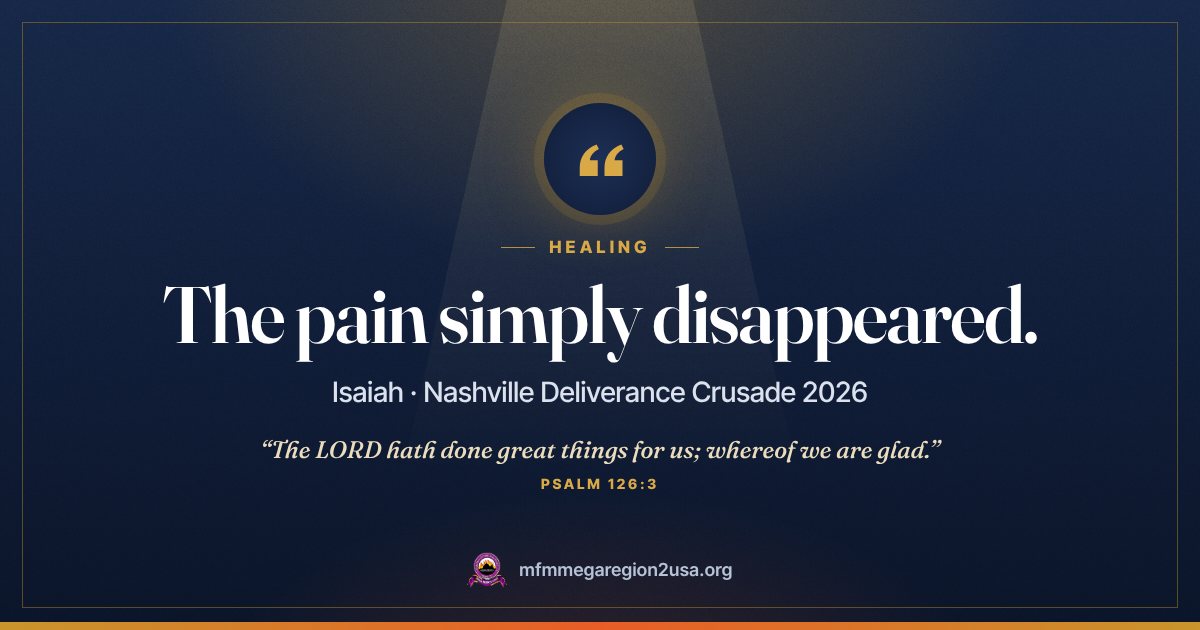 HEALING
The pain simply disappeared.
Isaiah · Nashville Deliverance Crusade 2026
“The LORD hath done great things for us; whereof we are glad.”
PSALM 126:3
mfmmegaregion2usa.org